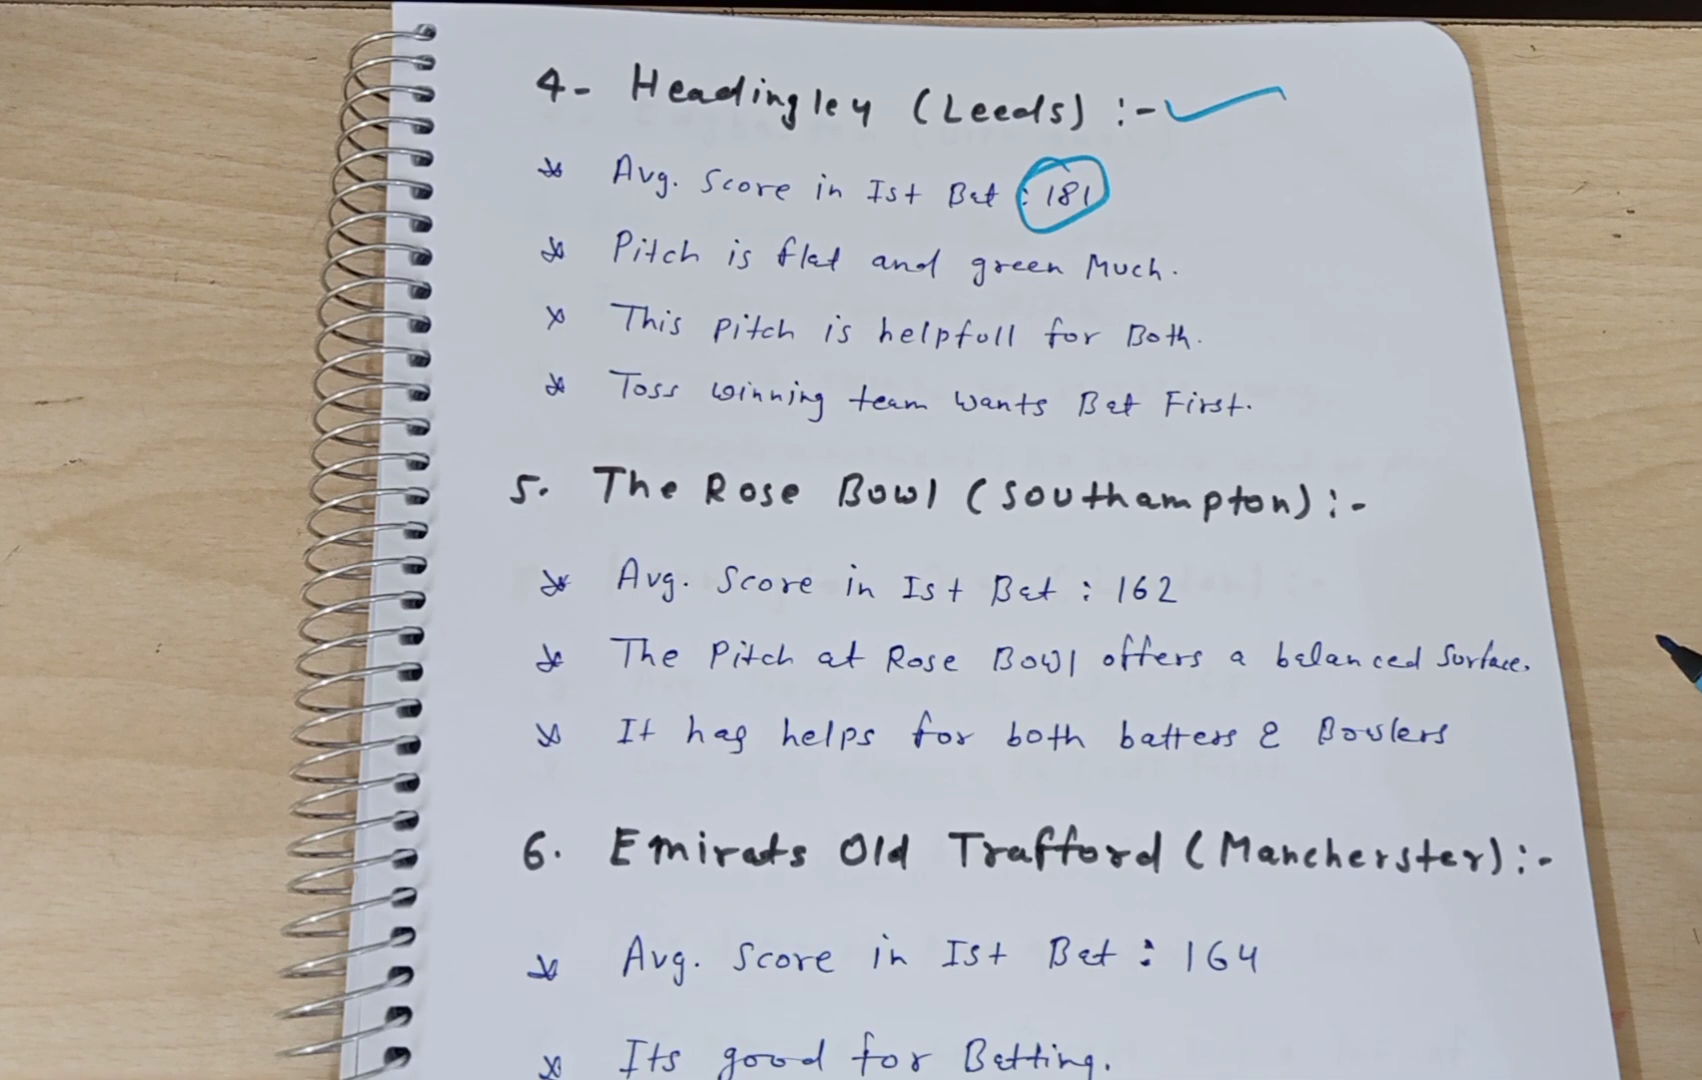 4- Headingley (Leeds) :-
Avg. Score in Ist Bat : 181
Pitch is flat and green Much.
This pitch is helpfull for Both.
Toss winning team wants Bat First.
5. The Rose Bowl (Southampton) :-
Avg. Score in Ist Bat : 162
The Pitch at Rose Bowl offers a balanced Surface.
It has helps for both batters & Bowlers
6. Emirats Old Trafford (Mancherster) :-
Avg. Score in Ist Bat : 164
Its good for Batting.